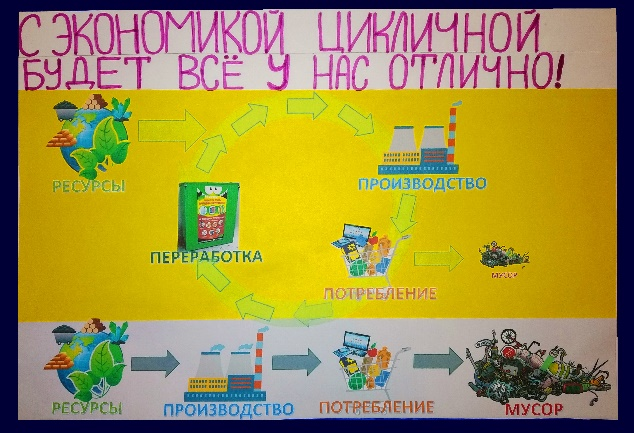 С ЭКОНОМИКОЙ ЦИКЛИЧНОЙ
БУДЕТ ВСЁ У НАС ОТЛИЧНО!
РЕСУРСЫ
ПРОИЗВОДСТВО
ПЕРЕРАБОТКА
ПОТРЕБЛЕНИЕ
МУСОР
РЕСУРСЫ
ПРОИЗВОДСТВО
ПОТРЕБЛЕНИЕ
МУСОР